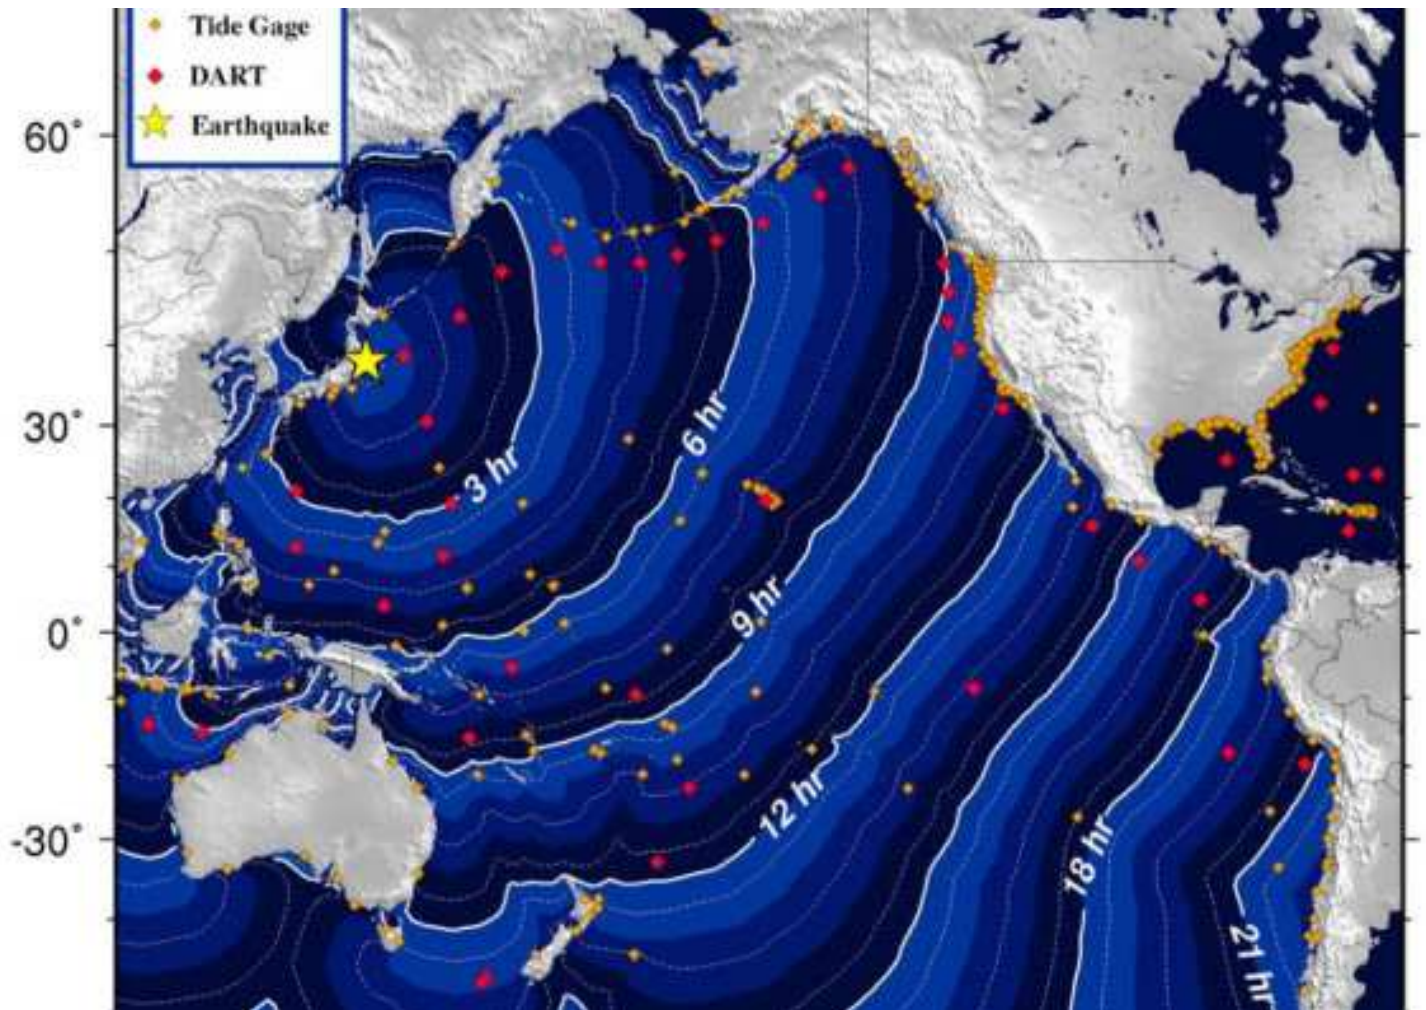 Tide Gage
DART
Earthquake
60°
30°
0°
-30°
3 hr
6 hr
9 hr
12 hr
18 hr
21 hr